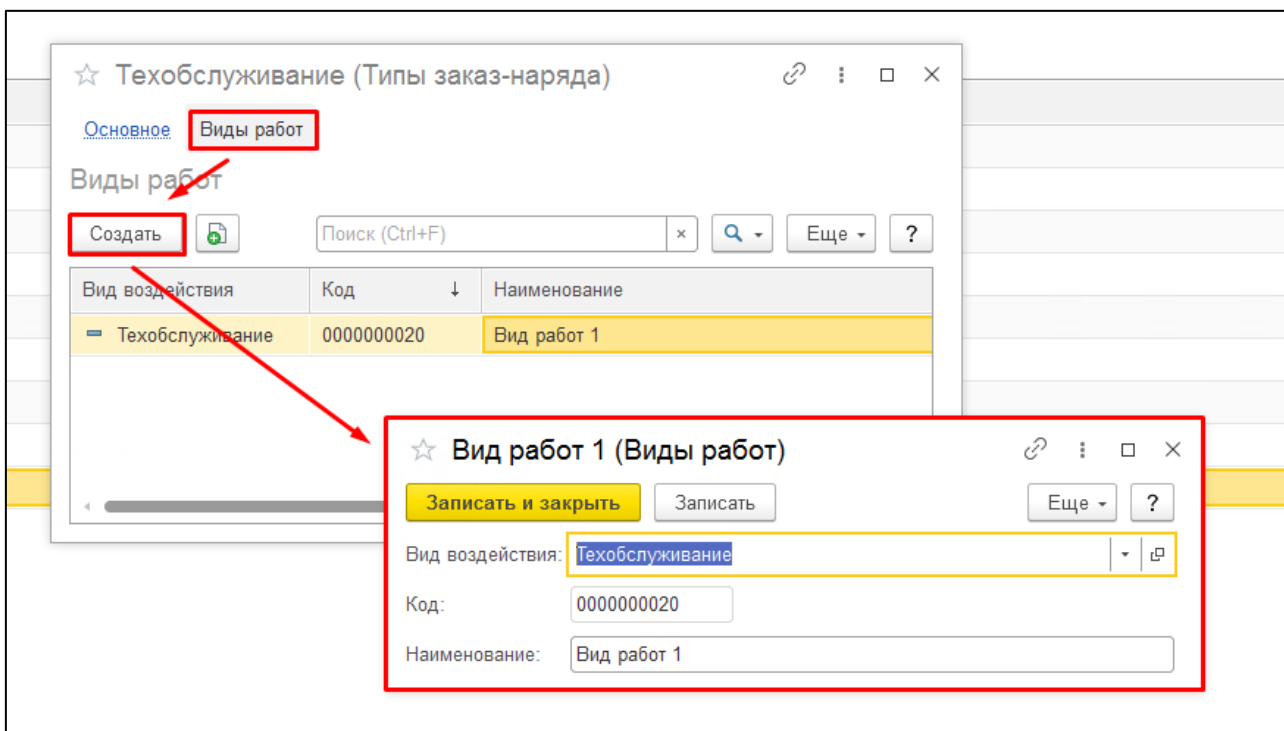 Техобслуживание (Типы заказ-наряда)
Основное Виды работ
Виды работ
Создать Поиск (Ctrl+F) × Еще ?
Вид воздействия Код ↓ Наименование
Техобслуживание 0000000020 Вид работ 1
Вид работ 1 (Виды работ)
Записать и закрыть Записать Еще ?
Вид воздействия: Техобслуживание
Код: 0000000020
Наименование: Вид работ 1